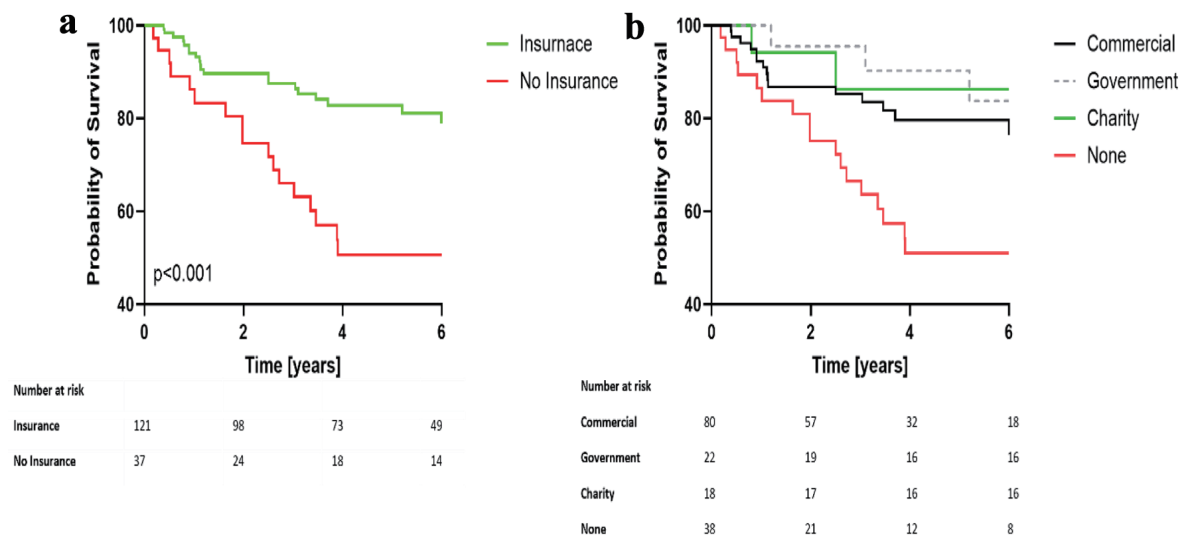 a
Probability of Survival
100
80
60
40
p<0.001
0 2 4 6
Time [years]
Insurnace
No Insurance
Number at risk
Insurance 121 98 73 49
No Insurance 37 24 18 14
b
Probability of Survival
100
80
60
40
0 2 4 6
Time [years]
Commercial
Government
Charity
None
Number at risk
Commercial 80 57 32 18
Government 22 19 16 16
Charity 18 17 16 16
None 38 21 12 8